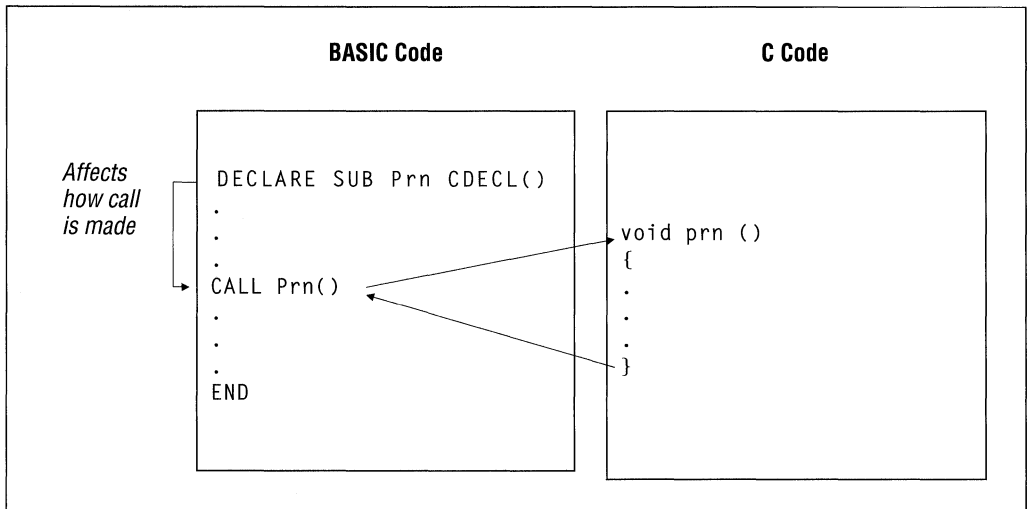 BASIC Code
C Code
Affects
how call
is made
DECLARE SUB Prn CDECL()
.
.
.
CALL Prn()
.
.
.
END
void prn ()
{
.
.
.
}